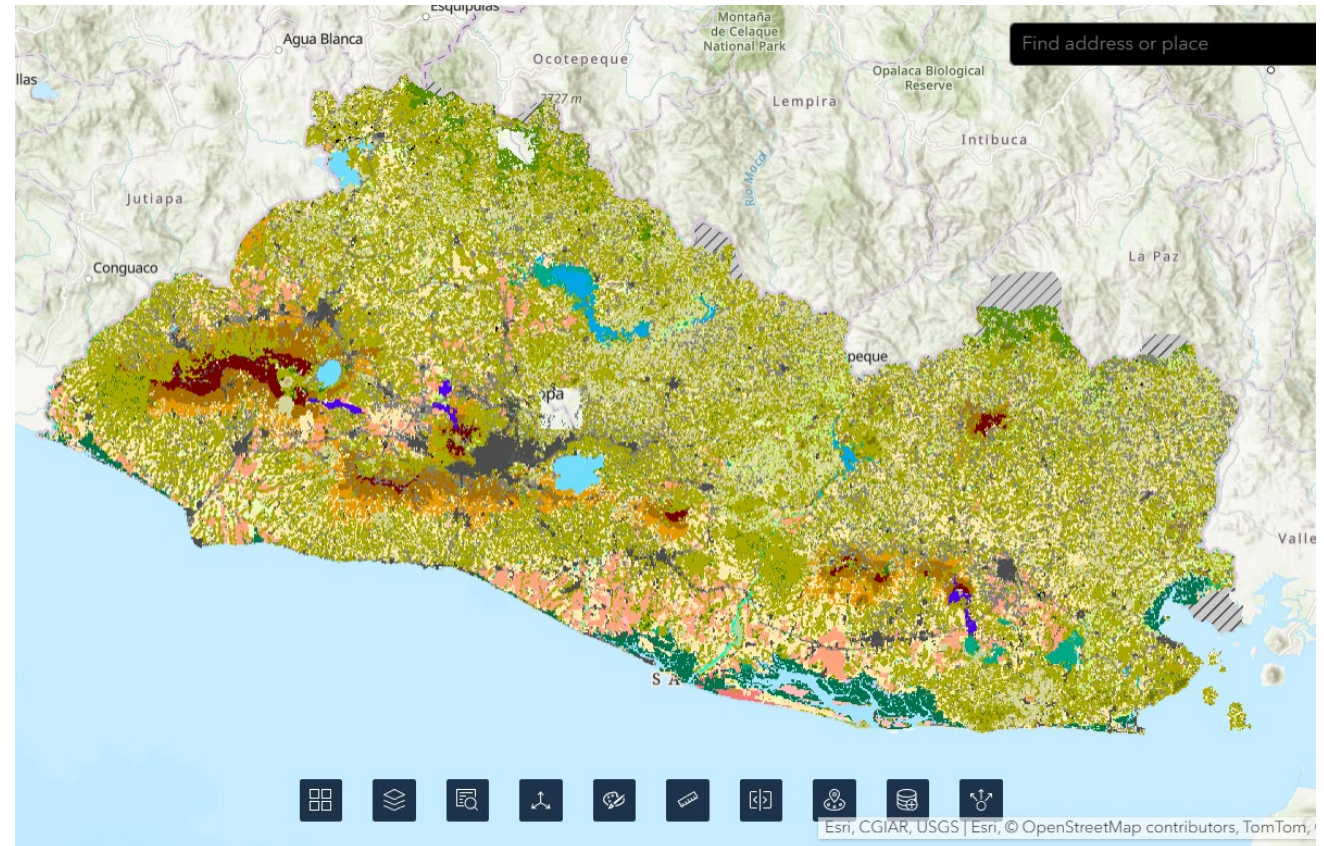 Esquipulas
Montaña
de Celaque
National Park
Agua Blanca
Find address or place
Ocotepeque
llas
Opalaca Biological
Reserve
2727 m
Lempira
Intibuca
Río Mocal
Jutiapa
La Paz
Conguaco
peque
opa
Valle
S A
Esri, CGIAR, USGS | Esri, © OpenStreetMap contributors, TomTom,